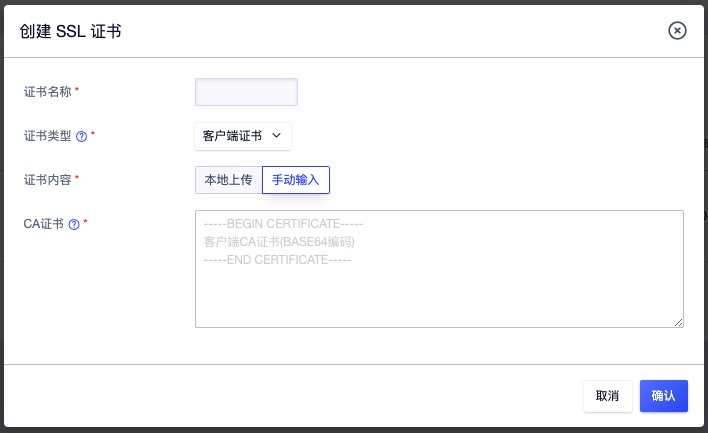 创建 SSL 证书
证书名称 *
证书类型 ? *
客户端证书
证书内容 *
本地上传 手动输入
CA证书 ? *
-----BEGIN CERTIFICATE-----
客户端CA证书(BASE64编码)
-----END CERTIFICATE-----
取消 确认